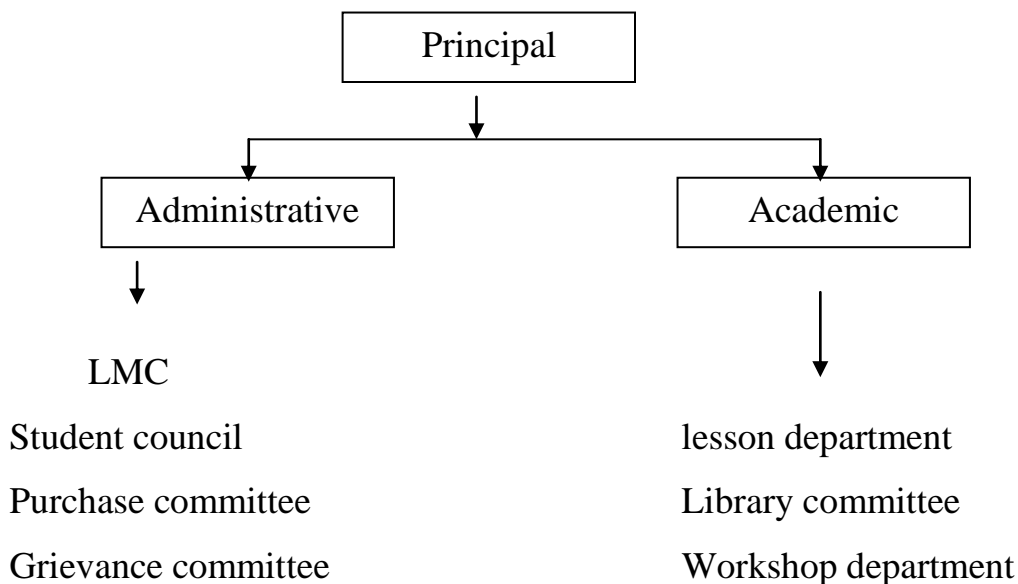 Principal
Administrative
Academic
LMC
Student council
lesson department
Purchase committee
Library committee
Grievance committee
Workshop department